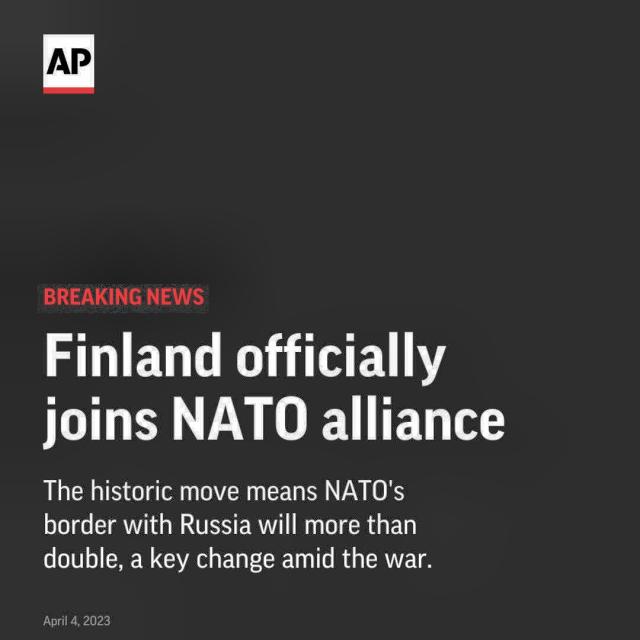 AP
BREAKING NEWS
Finland officially
joins NATO alliance
The historic move means NATO's
border with Russia will more than
double, a key change amid the war.
April 4, 2023